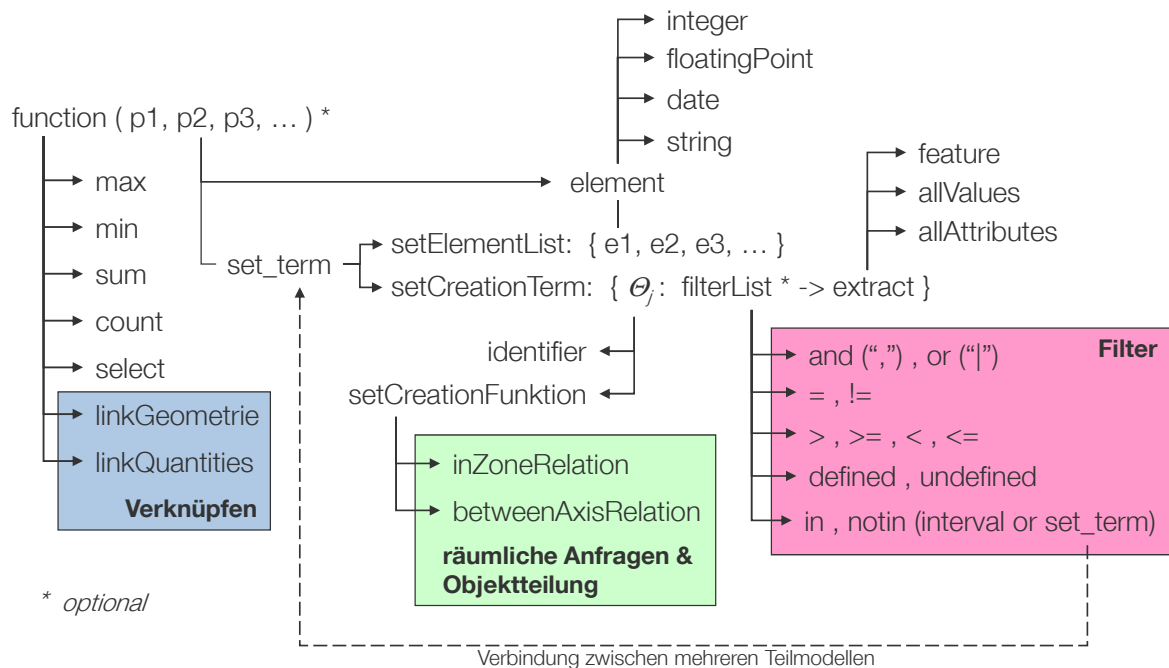 integer
floatingPoint
date
string
function ( p1, p2, p3, … ) *
max
min
sum
count
select
linkGeometrie
linkQuantities
Verknüpfen
element
set_term
setElementList: { e1, e2, e3, … }
setCreationTerm: { Θj : filterList * -> extract }
feature
allValues
allAttributes
identifier
setCreationFunktion
inZoneRelation
betweenAxisRelation
räumliche Anfragen &
Objektteilung
Filter
and (“,”) , or (“|”)
= , !=
> , >= , < , <=
defined , undefined
in , notin (interval or set_term)
* optional
Verbindung zwischen mehreren Teilmodellen